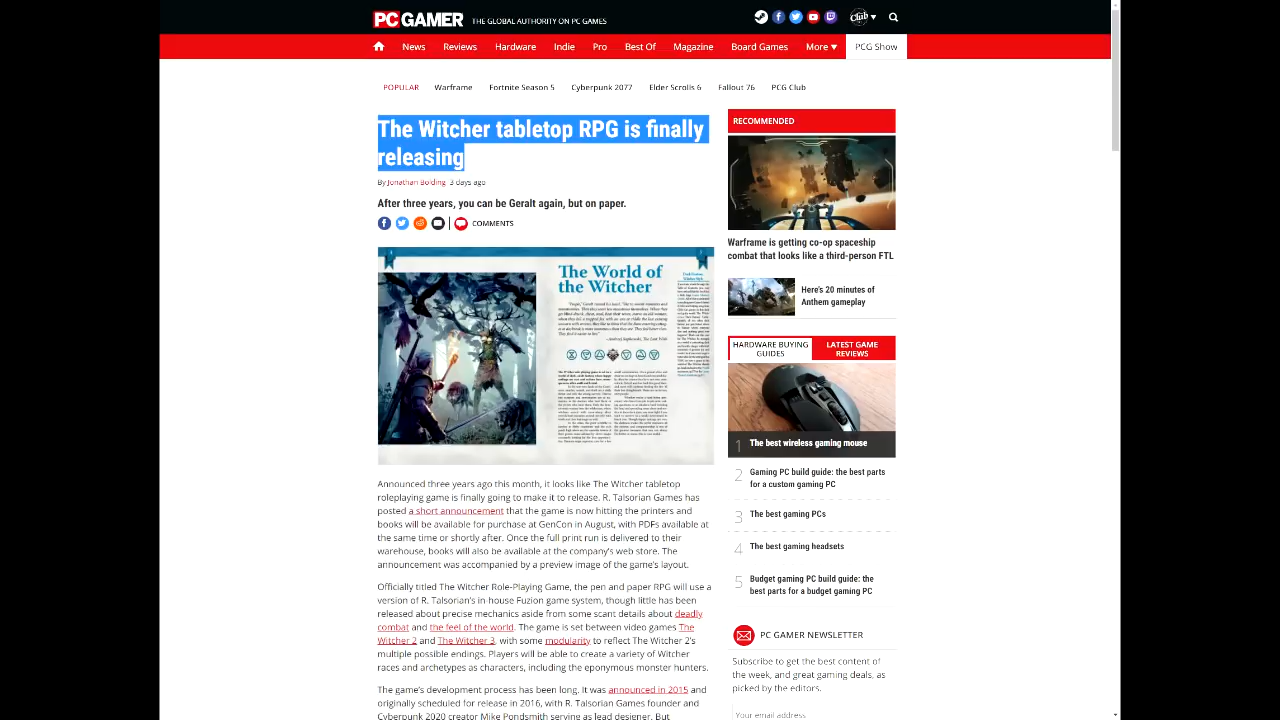 PC GAMER THE GLOBAL AUTHORITY ON PC GAMES
Club
News Reviews Hardware Indie Pro Best Of Magazine Board Games More ▼ PCG Show
POPULAR Warframe Fortnite Season 5 Cyberpunk 2077 Elder Scrolls 6 Fallout 76 PCG Club
The Witcher tabletop RPG is finally
releasing
By Jonathan Bolding 3 days ago
After three years, you can be Geralt again, but on paper.
COMMENTS
The World of
the Witcher
Announced three years ago this month, it looks like The Witcher tabletop
roleplaying game is finally going to make it to release. R. Talsorian Games has
posted a short announcement that the game is now hitting the printers and
books will be available for purchase at GenCon in August, with PDFs available at
the same time or shortly after. Once the full print run is delivered to their
warehouse, books will also be available at the company's web store. The
announcement was accompanied by a preview image of the game's layout.
Officially titled The Witcher Role-Playing Game, the pen and paper RPG will use a
version of R. Talsorian's in-house Fuzion game system, though little has been
released about precise mechanics aside from some scant details about deadly
combat and the feel of the world. The game is set between video games The
Witcher 2 and The Witcher 3, with some modularity to reflect The Witcher 2's
multiple possible endings. Players will be able to create a variety of Witcher
races and archetypes as characters, including the eponymous monster hunters.
The game's development process has been long. It was announced in 2015 and
originally scheduled for release in 2016, with R. Talsorian Games founder and
Cyberpunk 2020 creator Mike Pondsmith serving as lead designer. But
RECOMMENDED
Warframe is getting co-op spaceship
combat that looks like a third-person FTL
Here's 20 minutes of
Anthem gameplay
HARDWARE BUYING
GUIDES
LATEST GAME
REVIEWS
1 The best wireless gaming mouse
2 Gaming PC build guide: the best parts
for a custom gaming PC
3 The best gaming PCs
4 The best gaming headsets
5 Budget gaming PC build guide: the
best parts for a budget gaming PC
PC GAMER NEWSLETTER
Subscribe to get the best content of
the week, and great gaming deals, as
picked by the editors.
Your email address